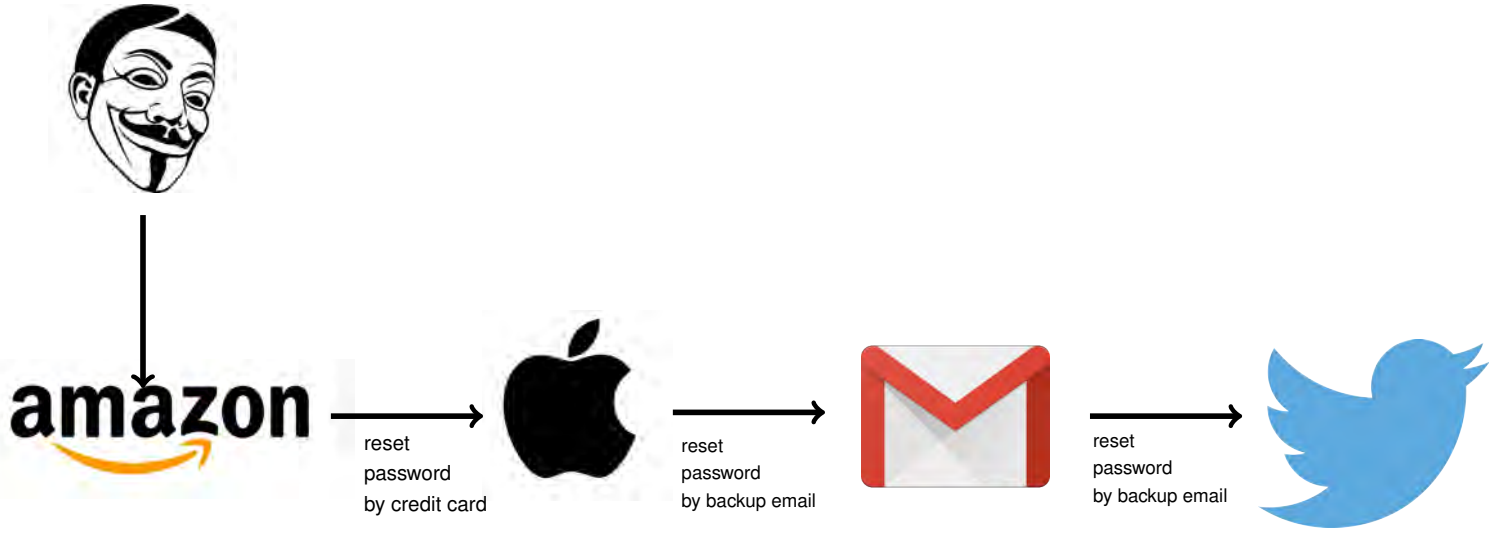 amazon
reset
password
by credit card
reset
password
by backup email
reset
password
by backup email